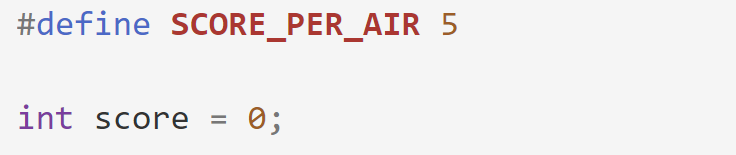 #define SCORE_PER_AIR 5
int score = 0;